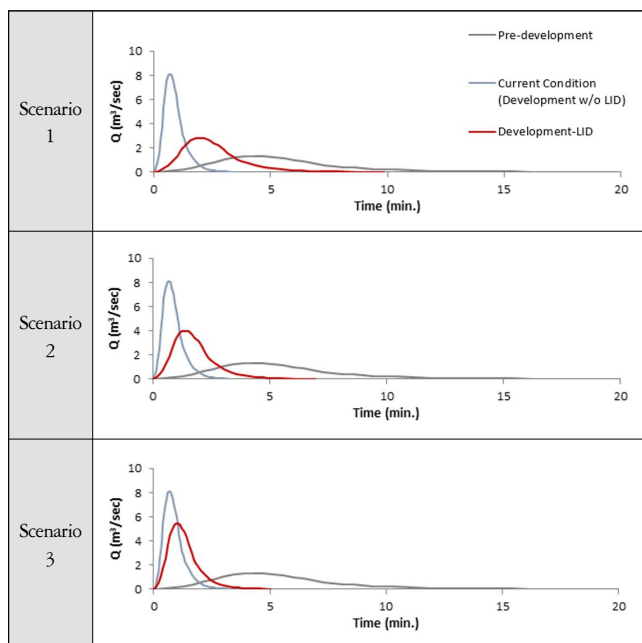 Scenario
1
Q (m³/sec)
10
8
6
4
2
0
0 5 10 15 20
Time (min.)
Pre-development
Current Condition
(Development w/o LID)
Development-LID
Scenario
2
Q (m³/sec)
10
8
6
4
2
0
0 5 10 15 20
Time (min.)
Scenario
3
Q (m³/sec)
10
8
6
4
2
0
0 5 10 15 20
Time (min.)